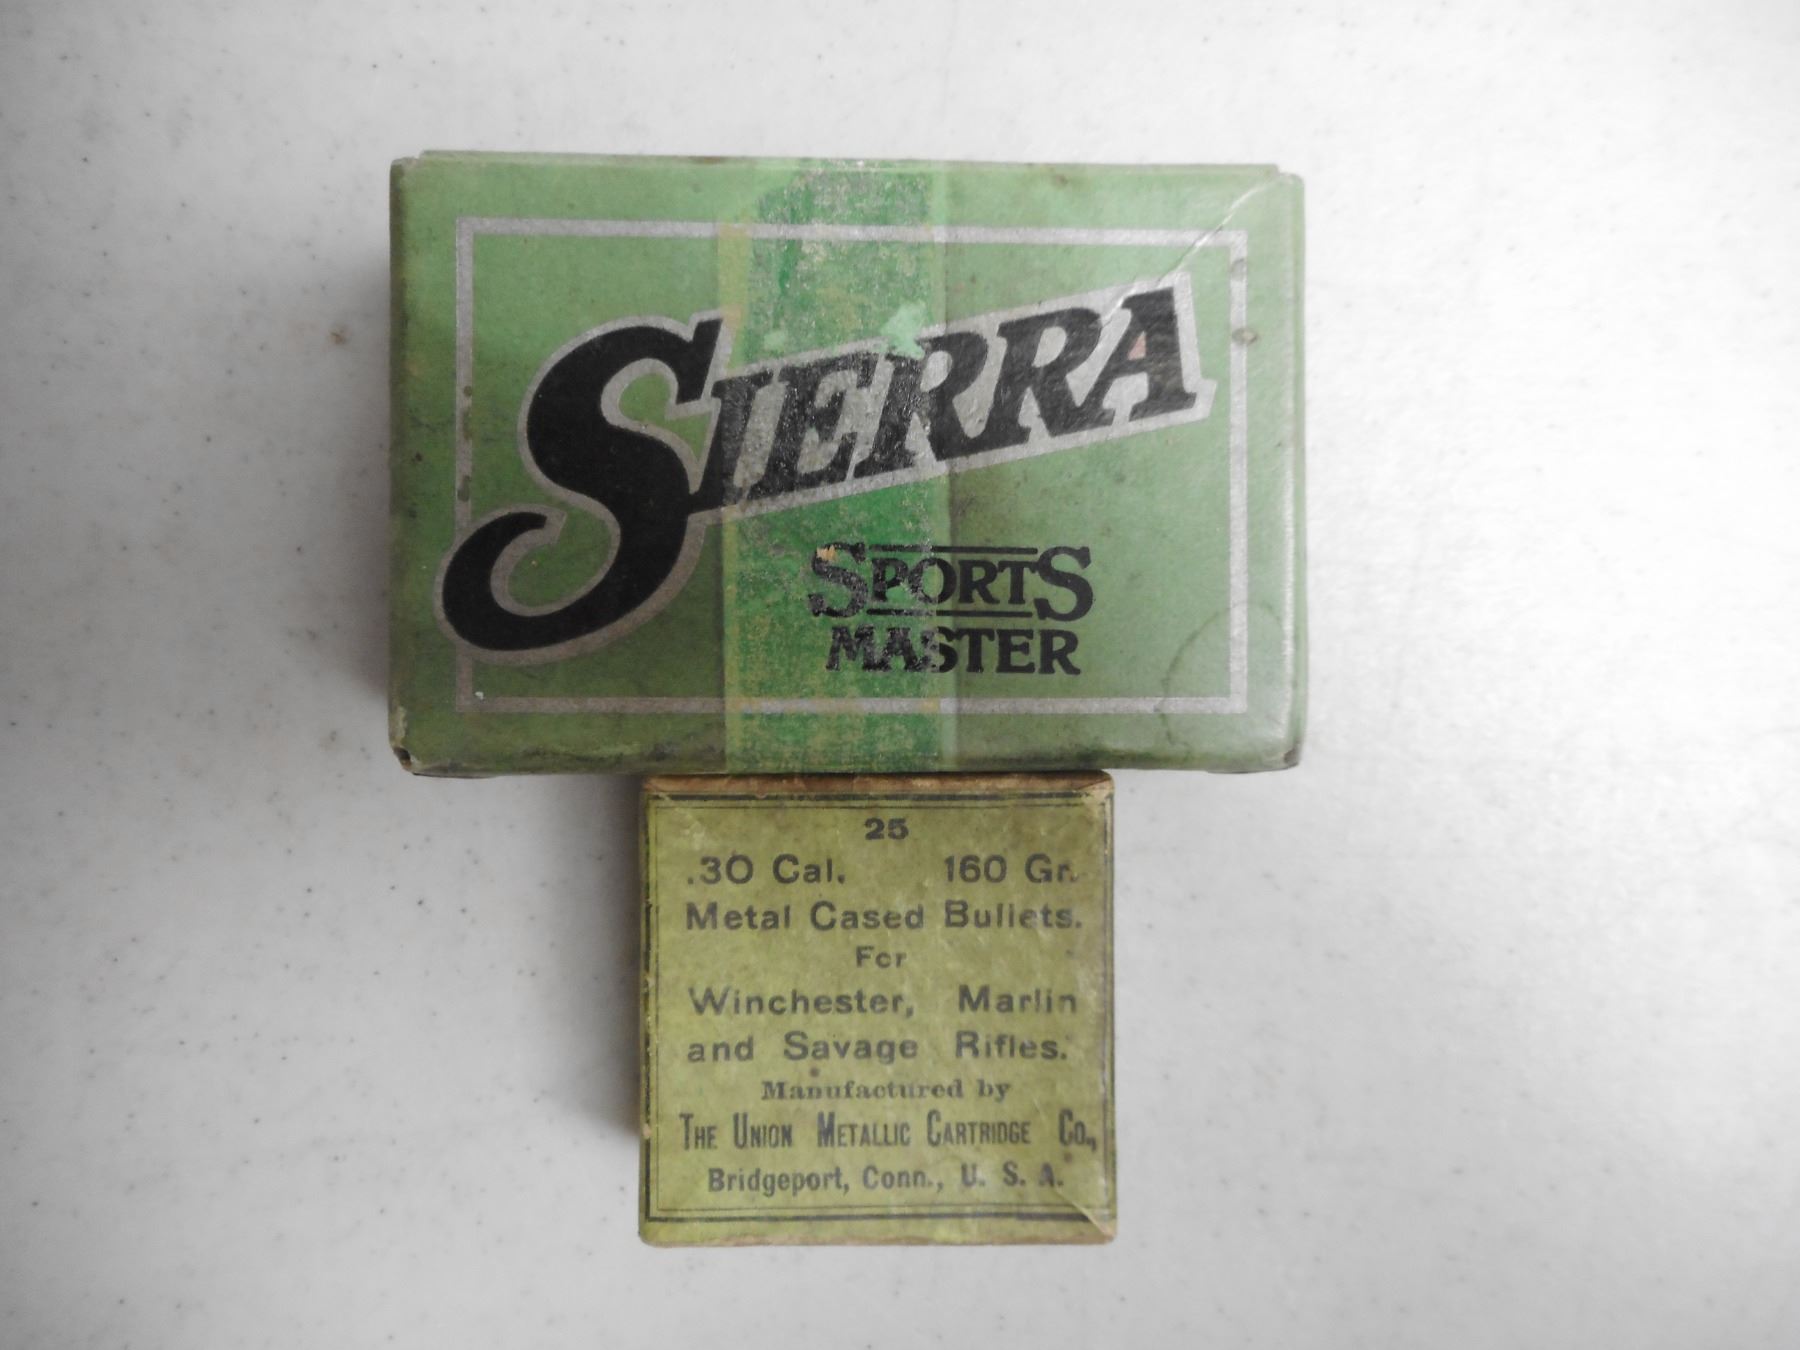 SIERRA
SPORTS
MASTER
25
.30 Cal. 160 Gr.
Metal Cased Bullets.
For
Winchester, Marlin
and Savage Rifles.
Manufactured by
THE UNION METALLIC CARTRIDGE CO.,
Bridgeport, Conn., U. S. A.